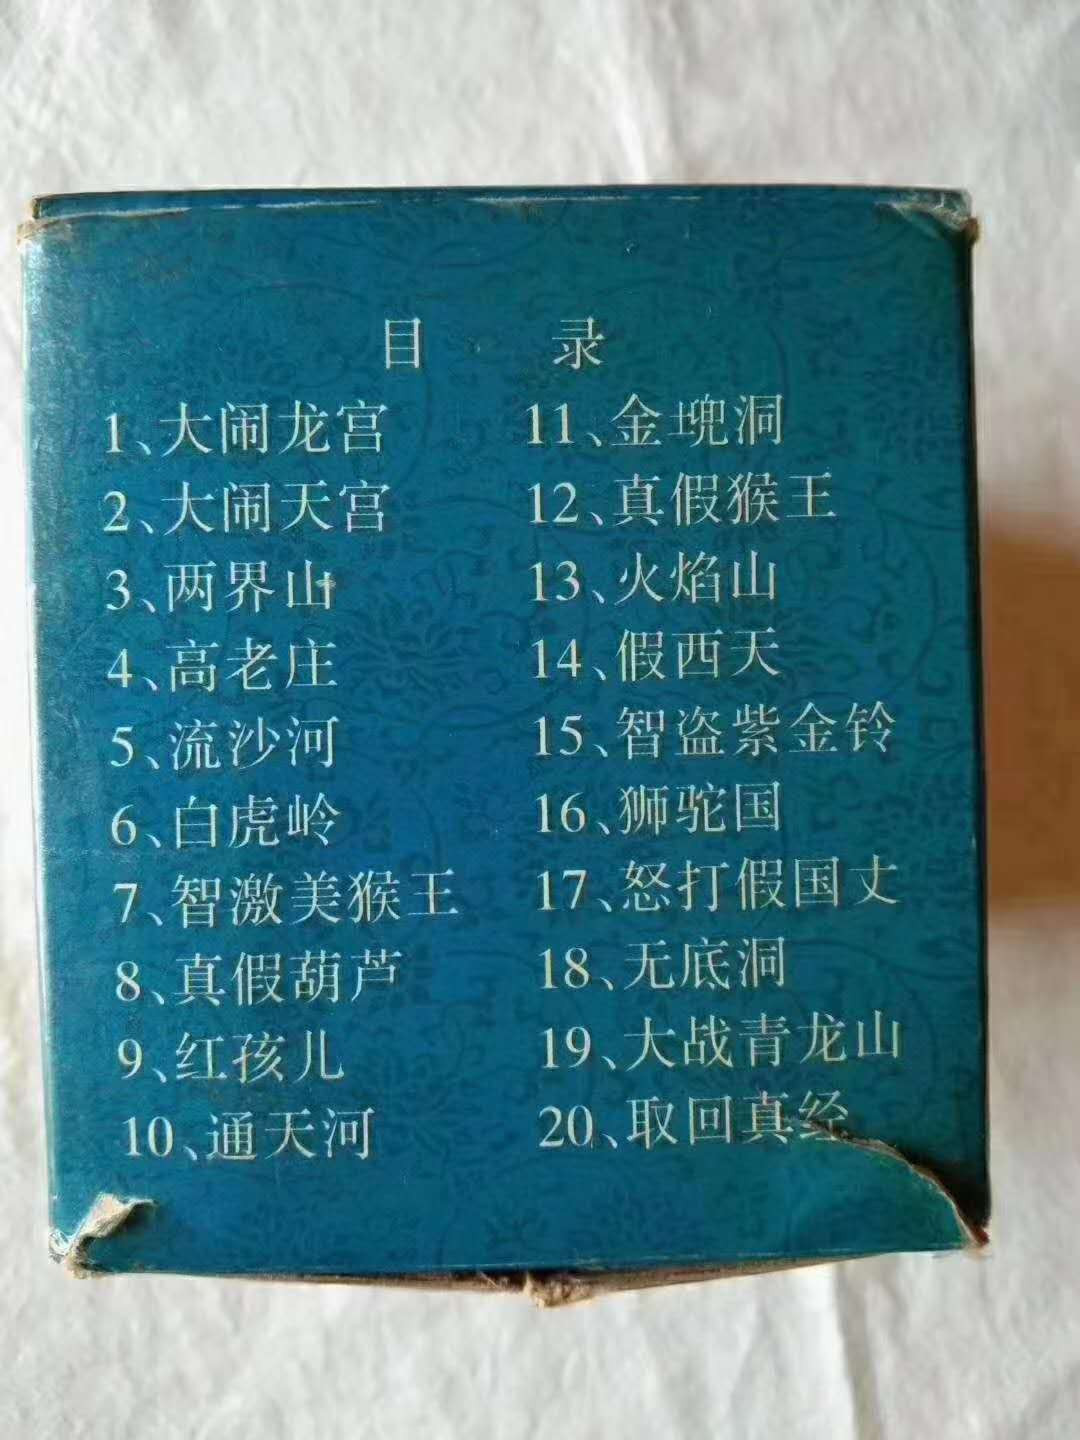 目 录
1、大闹龙宫
2、大闹天宫
3、两界山
4、高老庄
5、流沙河
6、白虎岭
7、智激美猴王
8、真假葫芦
9、红孩儿
10、通天河
11、金𡸣洞
12、真假猴王
13、火焰山
14、假西天
15、智盗紫金铃
16、狮驼国
17、怒打假国丈
18、无底洞
19、大战青龙山
20、取回真经